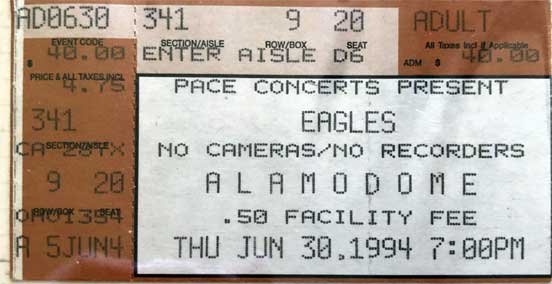 AD0630 341 9 20 ADULT
EVENT CODE SECTION/AISLE ROW/BOX SEAT All Taxes Incl if Applicable
$ 40.00 ENTER AISLE D6 ADM $ 40.00
PRICE & ALL TAXES INCL
4.75 PACE CONCERTS PRESENT
341 EAGLES
SECTION/AISLE
NO CAMERAS/NO RECORDERS
9 20 ALAMODOME
ROW/BOX SEAT .50 FACILITY FEE
A 5JUN4 THU JUN 30,1994 7:00PM